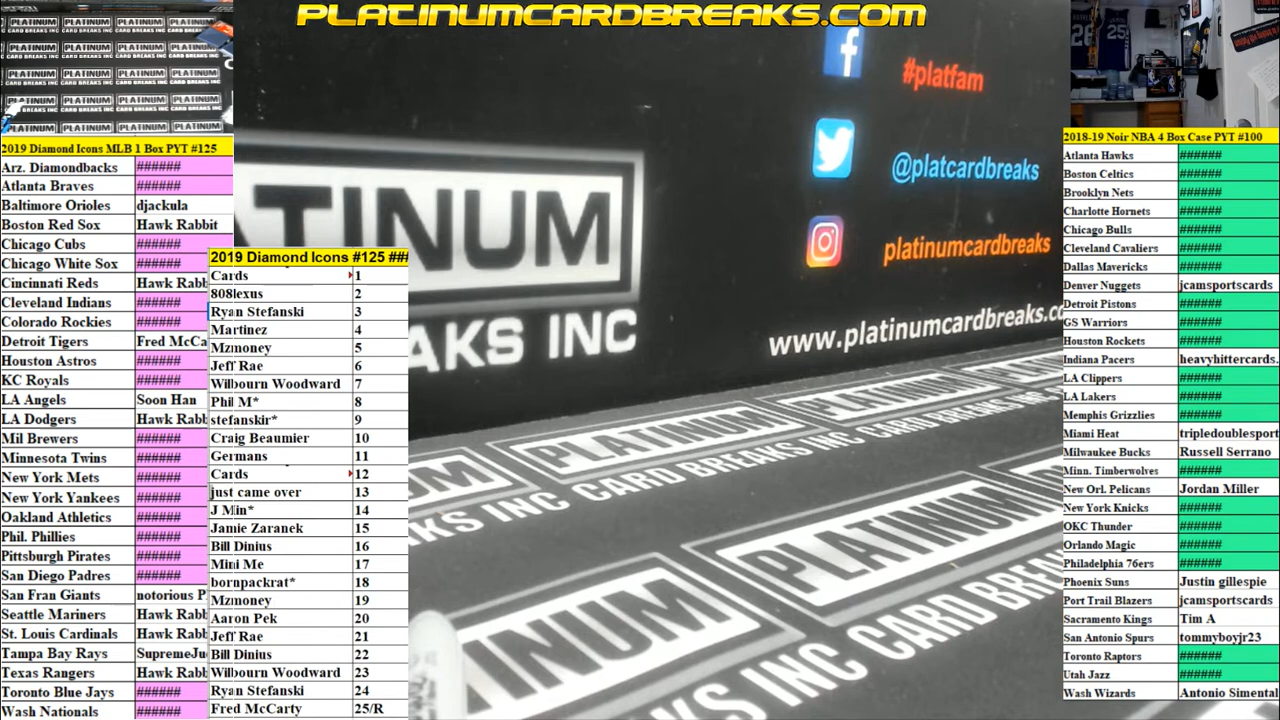 PLATINUMCARDBREAKS.COM
2019 Diamond Icons MLB 1 Box PYT #125
Arz. Diamondbacks ######
Atlanta Braves ######
Baltimore Orioles djackula
Boston Red Sox Hawk Rabbit
Chicago Cubs ######
Chicago White Sox ######
Cincinnati Reds Hawk Rabb
Cleveland Indians ######
Colorado Rockies ######
Detroit Tigers Fred McCa
Houston Astros ######
KC Royals ######
LA Angels Soon Han
LA Dodgers Hawk Rabb
Mil Brewers ######
Minnesota Twins ######
New York Mets ######
New York Yankees ######
Oakland Athletics ######
Phil. Phillies ######
Pittsburgh Pirates ######
San Diego Padres ######
San Fran Giants notorious P
Seattle Mariners Hawk Rabb
St. Louis Cardinals Hawk Rabb
Tampa Bay Rays SupremeJu
Texas Rangers Hawk Rabb
Toronto Blue Jays ######
Wash Nationals ######
2019 Diamond Icons #125 ###
Cards 1
808lexus 2
Ryan Stefanski 3
Martinez 4
Mzmoney 5
Jeff Rae 6
Wilbourn Woodward 7
Phil M* 8
stefanskir* 9
Craig Beaumier 10
Germans 11
Cards 12
just came over 13
J Min* 14
Jamie Zaranek 15
Bill Dinius 16
Mini Me 17
bornpackrat* 18
Mzmoney 19
Aaron Pek 20
Jeff Rae 21
Bill Dinius 22
Wilbourn Woodward 23
Ryan Stefanski 24
Fred McCarty 25/R
TINUM
EAKS INC
#platfam
@platcardbreaks
platinumcardbreaks
www.platinumcardbreaks.co
PLATINUM PLATINUM
CARD BREAKS INC CARD BREAKS INC
PLATINUM
CARD BREA
2018-19 Noir NBA 4 Box Case PYT #100
Atlanta Hawks ######
Boston Celtics ######
Brooklyn Nets ######
Charlotte Hornets ######
Chicago Bulls ######
Cleveland Cavaliers ######
Dallas Mavericks ######
Denver Nuggets jcamsportscards
Detroit Pistons ######
GS Warriors ######
Houston Rockets ######
Indiana Pacers heavyhittercards.
LA Clippers ######
LA Lakers ######
Memphis Grizzlies ######
Miami Heat tripledoublesport
Milwaukee Bucks Russell Serrano
Minn. Timberwolves ######
New Orl. Pelicans Jordan Miller
New York Knicks ######
OKC Thunder ######
Orlando Magic ######
Philadelphia 76ers ######
Phoenix Suns Justin gillespie
Port Trail Blazers jcamsportscards
Sacramento Kings Tim A
San Antonio Spurs tommyboyjr23
Toronto Raptors ######
Utah Jazz ######
Wash Wizards Antonio Simental